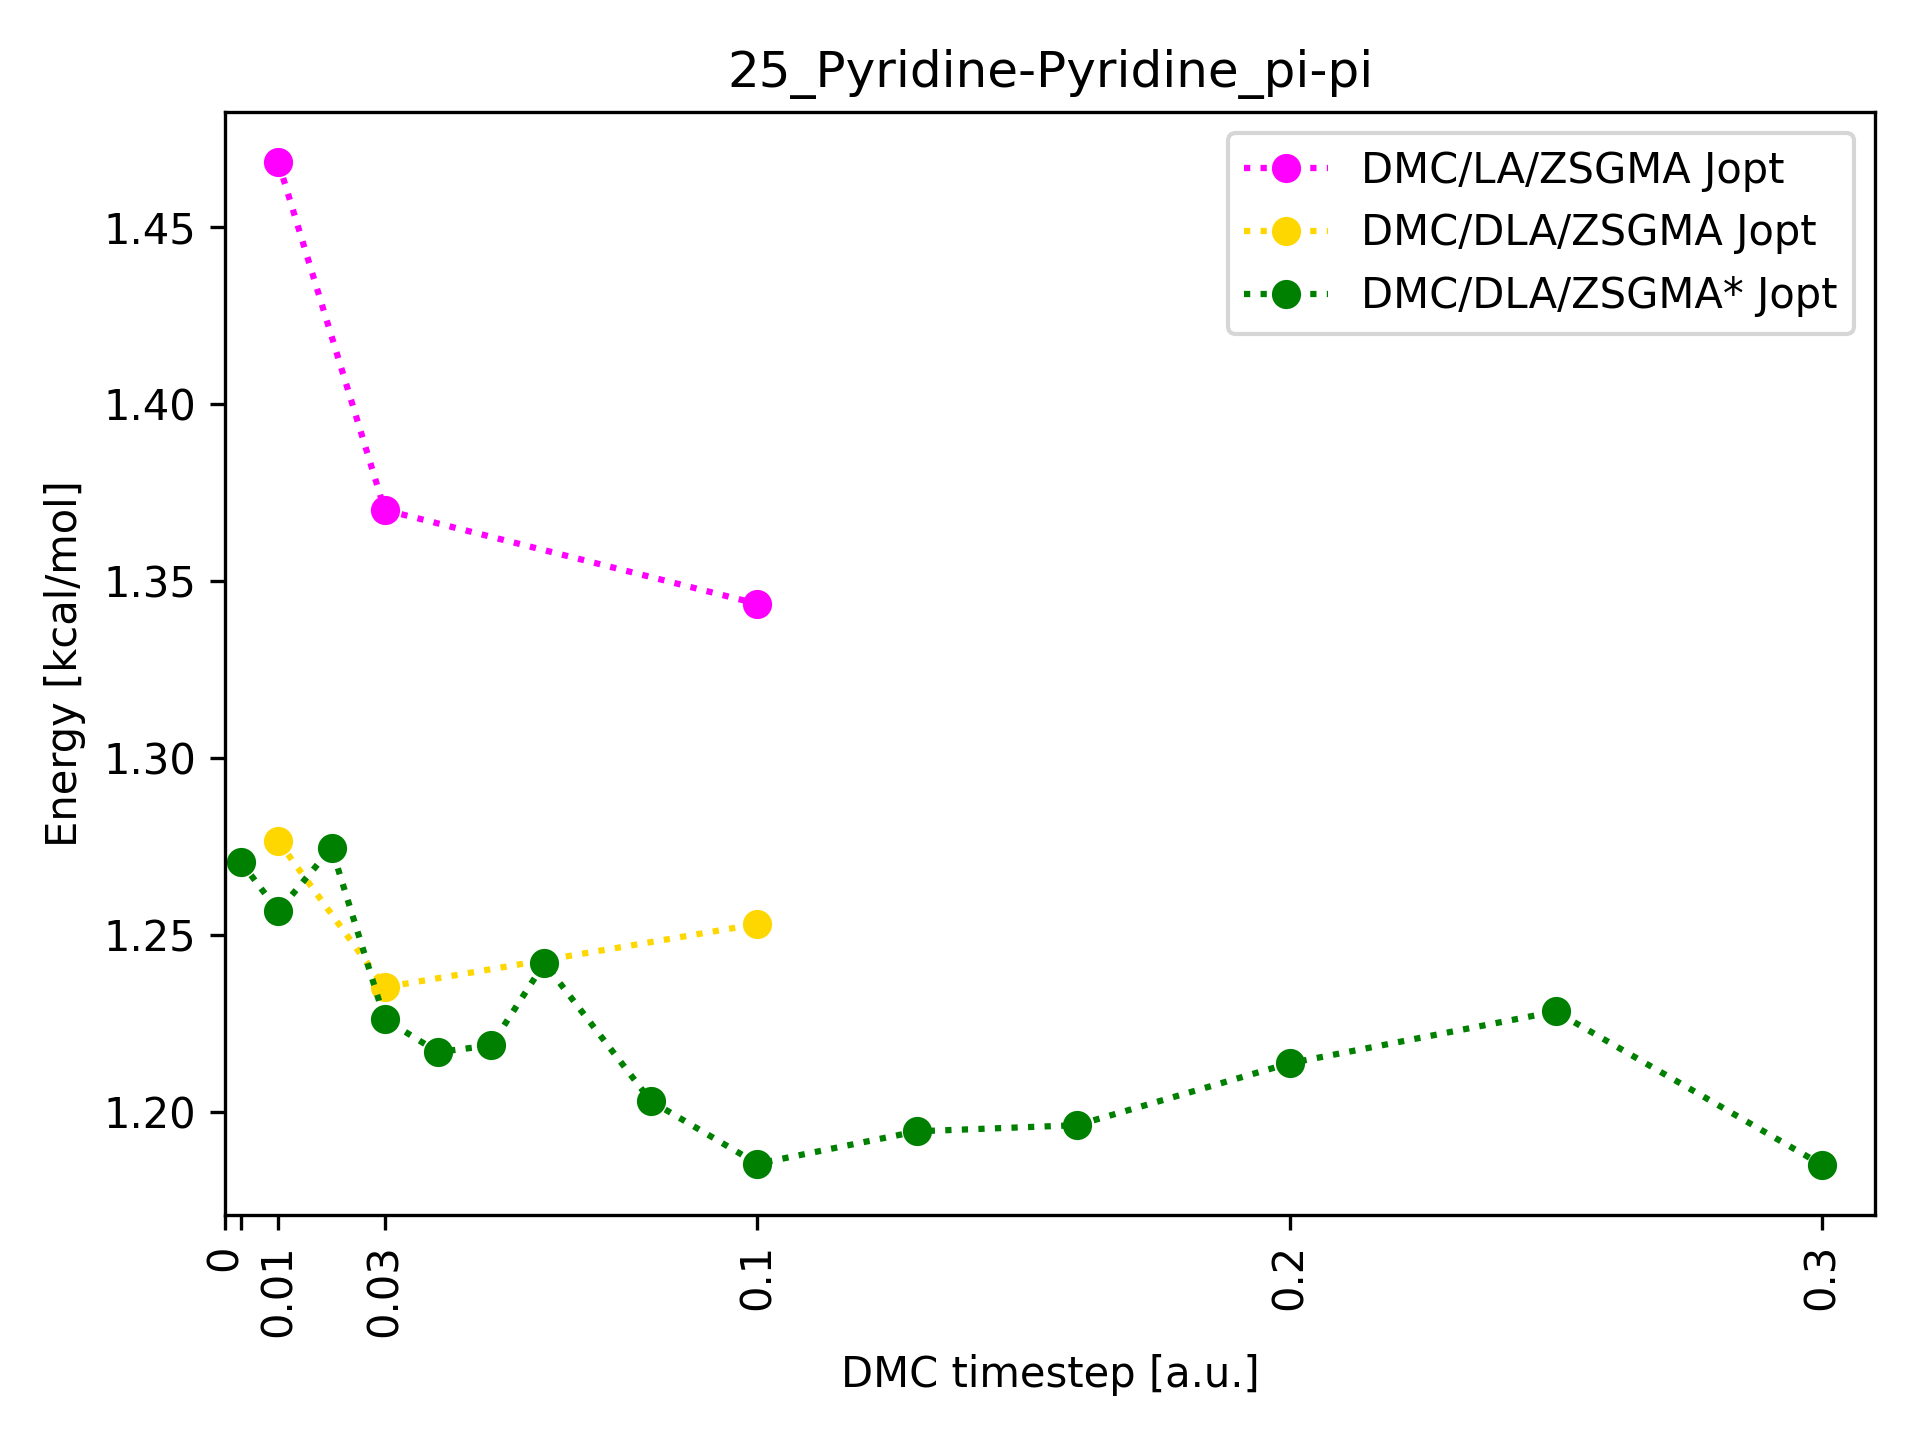 25_Pyridine-Pyridine_pi-pi
DMC/LA/ZSGMA Jopt
DMC/DLA/ZSGMA Jopt
DMC/DLA/ZSGMA* Jopt
Energy [kcal/mol]
1.45
1.40
1.35
1.30
1.25
1.20
0
0.01
0.03
0.1
0.2
0.3
DMC timestep [a.u.]